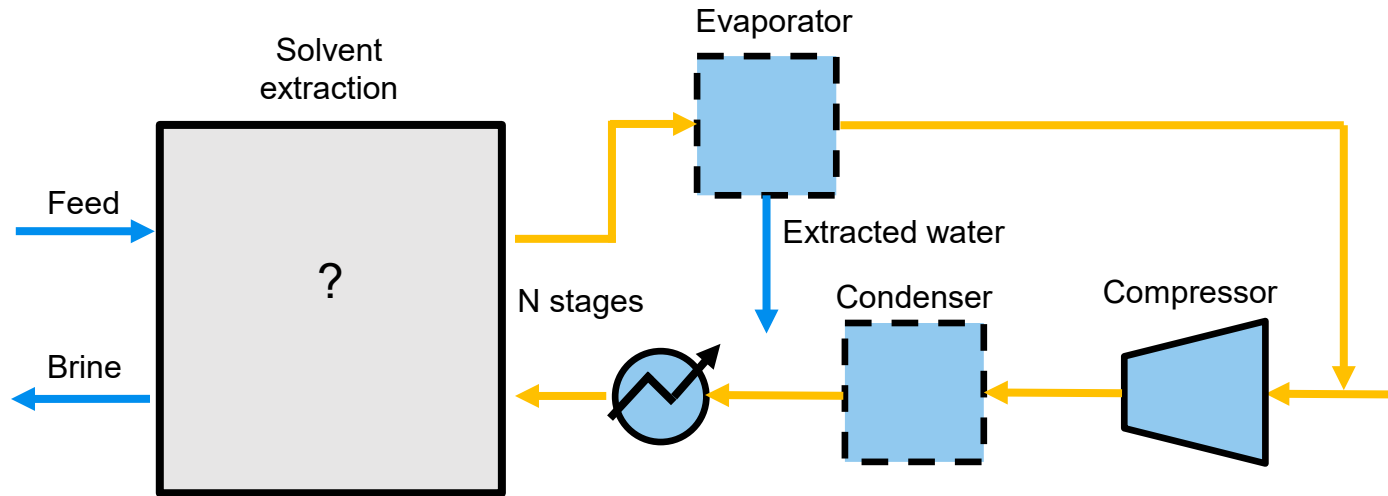 Evaporator
Solvent
extraction
Feed
Extracted water
?
N stages
Condenser
Compressor
Brine